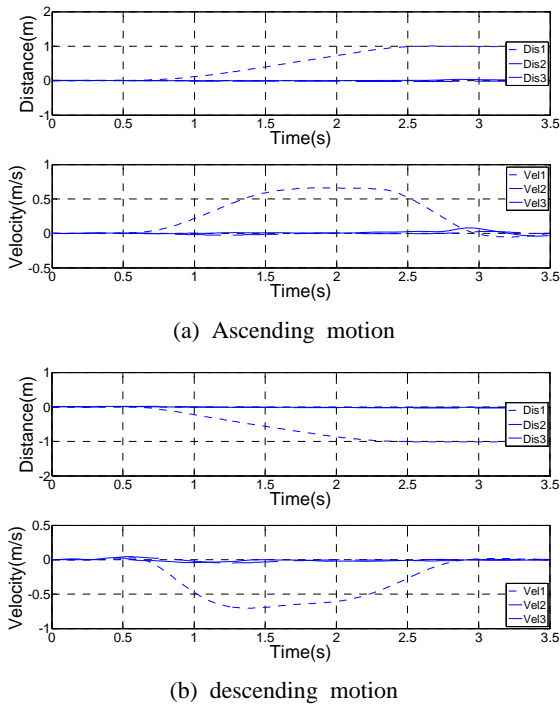 2
1
0
-1
Distance(m)
Dis1
Dis2
Dis3
0 0.5 1 1.5 2 2.5 3 3.5
Time(s)
1
0.5
0
-0.5
Velocity(m/s)
Vel1
Vel2
Vel3
0 0.5 1 1.5 2 2.5 3 3.5
Time(s)
(a) Ascending motion
1
0
-1
-2
Distance(m)
Dis1
Dis2
Dis3
0 0.5 1 1.5 2 2.5 3 3.5
Time(s)
0.5
0
-0.5
-1
Velocity(m/s)
Vel1
Vel2
Vel3
0 0.5 1 1.5 2 2.5 3 3.5
Time(s)
(b) descending motion